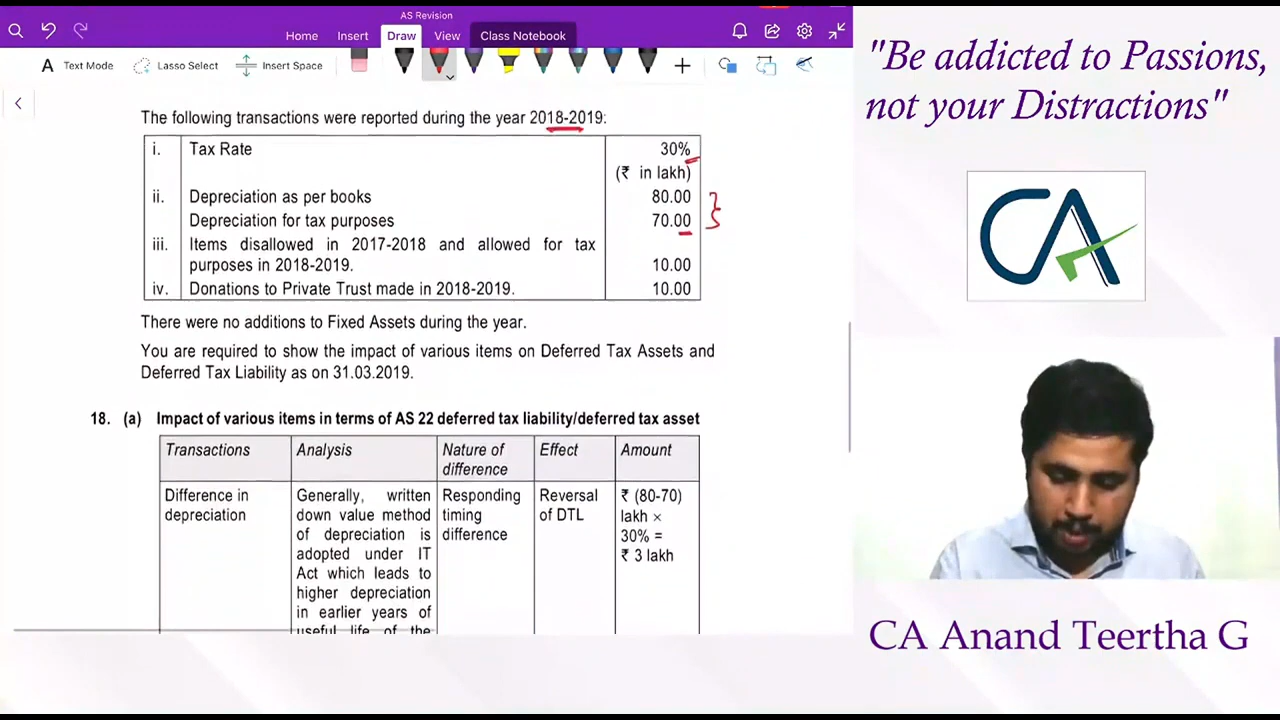 AS Revision
Home Insert Draw View Class Notebook
Text Mode Lasso Select Insert Space
The following transactions were reported during the year 2018-2019:
i. Tax Rate 30%
(₹ in lakh)
ii. Depreciation as per books 80.00
Depreciation for tax purposes 70.00
iii. Items disallowed in 2017-2018 and allowed for tax
purposes in 2018-2019. 10.00
iv. Donations to Private Trust made in 2018-2019. 10.00
There were no additions to Fixed Assets during the year.
You are required to show the impact of various items on Deferred Tax Assets and
Deferred Tax Liability as on 31.03.2019.
18. (a) Impact of various items in terms of AS 22 deferred tax liability/deferred tax asset
Transactions Analysis Nature of Effect Amount
difference
Difference in Generally, written Responding Reversal ₹ (80-70)
depreciation down value method timing of DTL lakh ×
of depreciation is difference 30% =
adopted under IT ₹ 3 lakh
Act which leads to
higher depreciation
in earlier years of
useful life of the
"Be addicted to Passions,
not your Distractions"
CA
CA Anand Teertha G